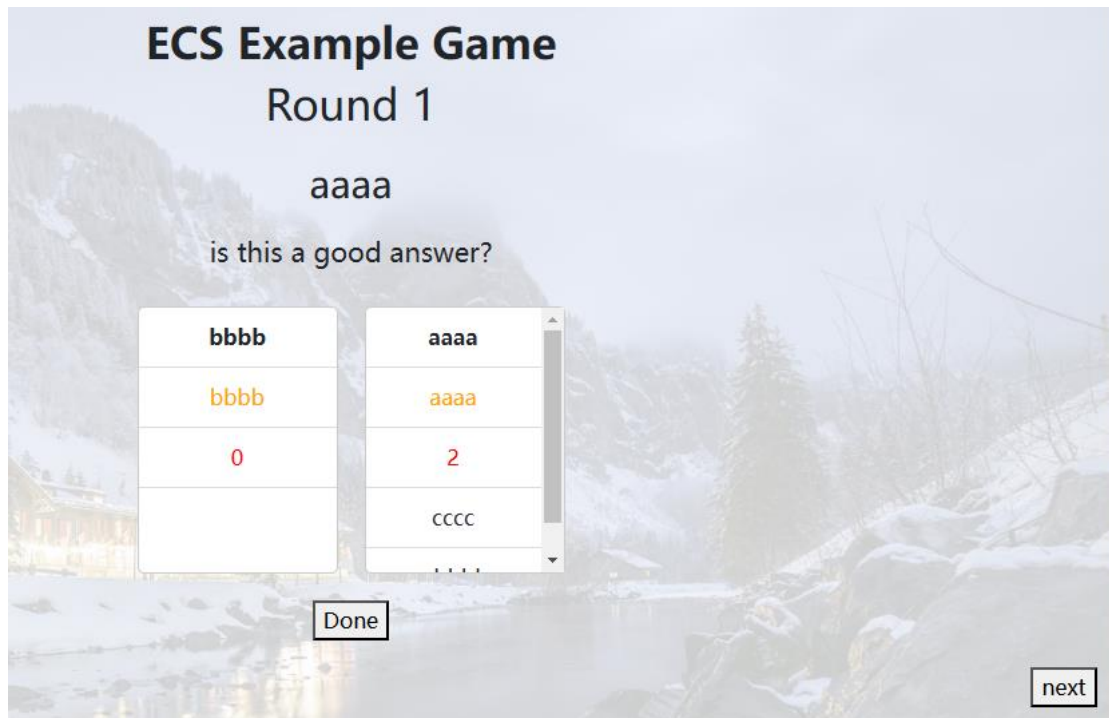 ECS Example Game
Round 1
aaaa
is this a good answer?
bbbb
bbbb
0
aaaa
aaaa
2
cccc
Done
next